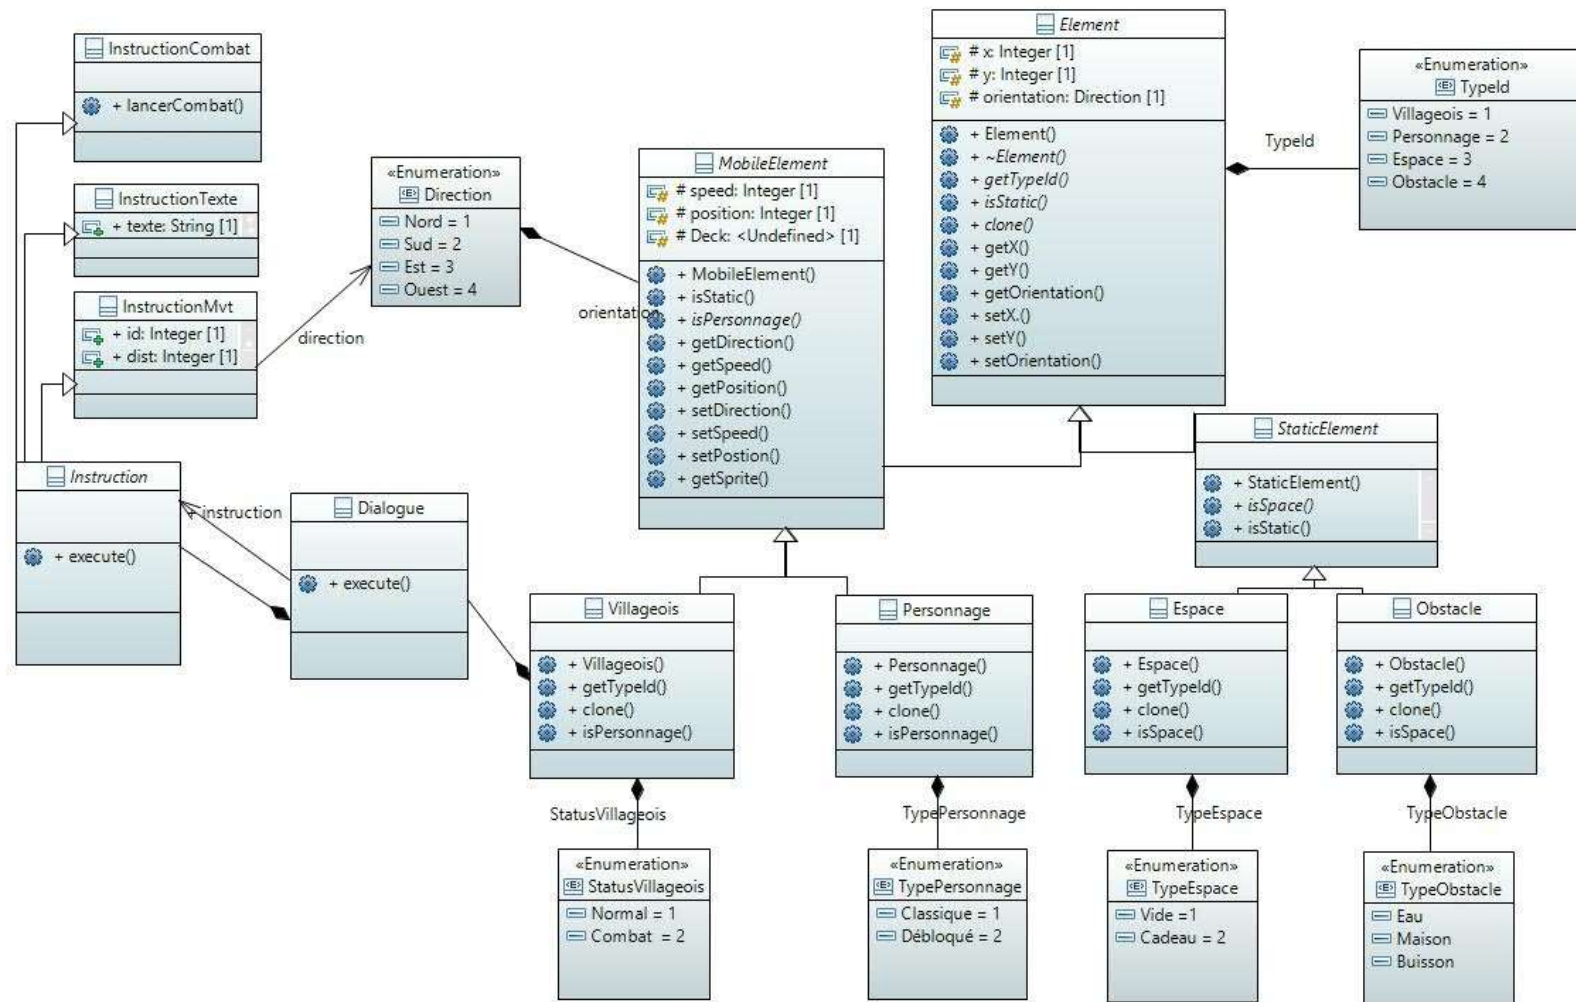 InstructionCombat
+ lancerCombat()
InstructionTexte
+ texte: String [1]
InstructionMvt
+ id: Integer [1]
+ dist: Integer [1]
direction
«Enumeration»
Direction
Nord = 1
Sud = 2
Est = 3
Ouest = 4
orientation
Instruction
+ execute()
+ instruction
Dialogue
+ execute()
MobileElement
# speed: Integer [1]
# position: Integer [1]
# Deck: <Undefined> [1]
+ MobileElement()
+ isStatic()
+ isPersonnage()
+ getDirection()
+ getSpeed()
+ getPosition()
+ setDirection()
+ setSpeed()
+ setPostion()
+ getSprite()
Element
# x: Integer [1]
# y: Integer [1]
# orientation: Direction [1]
+ Element()
+ ~Element()
+ getTypeId()
+ isStatic()
+ clone()
+ getX()
+ getY()
+ getOrientation()
+ setX.()
+ setY()
+ setOrientation()
TypeId
«Enumeration»
TypeId
Villageois = 1
Personnage = 2
Espace = 3
Obstacle = 4
StaticElement
+ StaticElement()
+ isSpace()
+ isStatic()
Villageois
+ Villageois()
+ getTypeId()
+ clone()
+ isPersonnage()
Personnage
+ Personnage()
+ getTypeId()
+ clone()
+ isPersonnage()
Espace
+ Espace()
+ getTypeId()
+ clone()
+ isSpace()
Obstacle
+ Obstacle()
+ getTypeId()
+ clone()
+ isSpace()
StatusVillageois
TypePersonnage
TypeEspace
TypeObstacle
«Enumeration»
StatusVillageois
Normal = 1
Combat = 2
«Enumeration»
TypePersonnage
Classique = 1
Débloqué = 2
«Enumeration»
TypeEspace
Vide =1
Cadeau = 2
«Enumeration»
TypeObstacle
Eau
Maison
Buisson